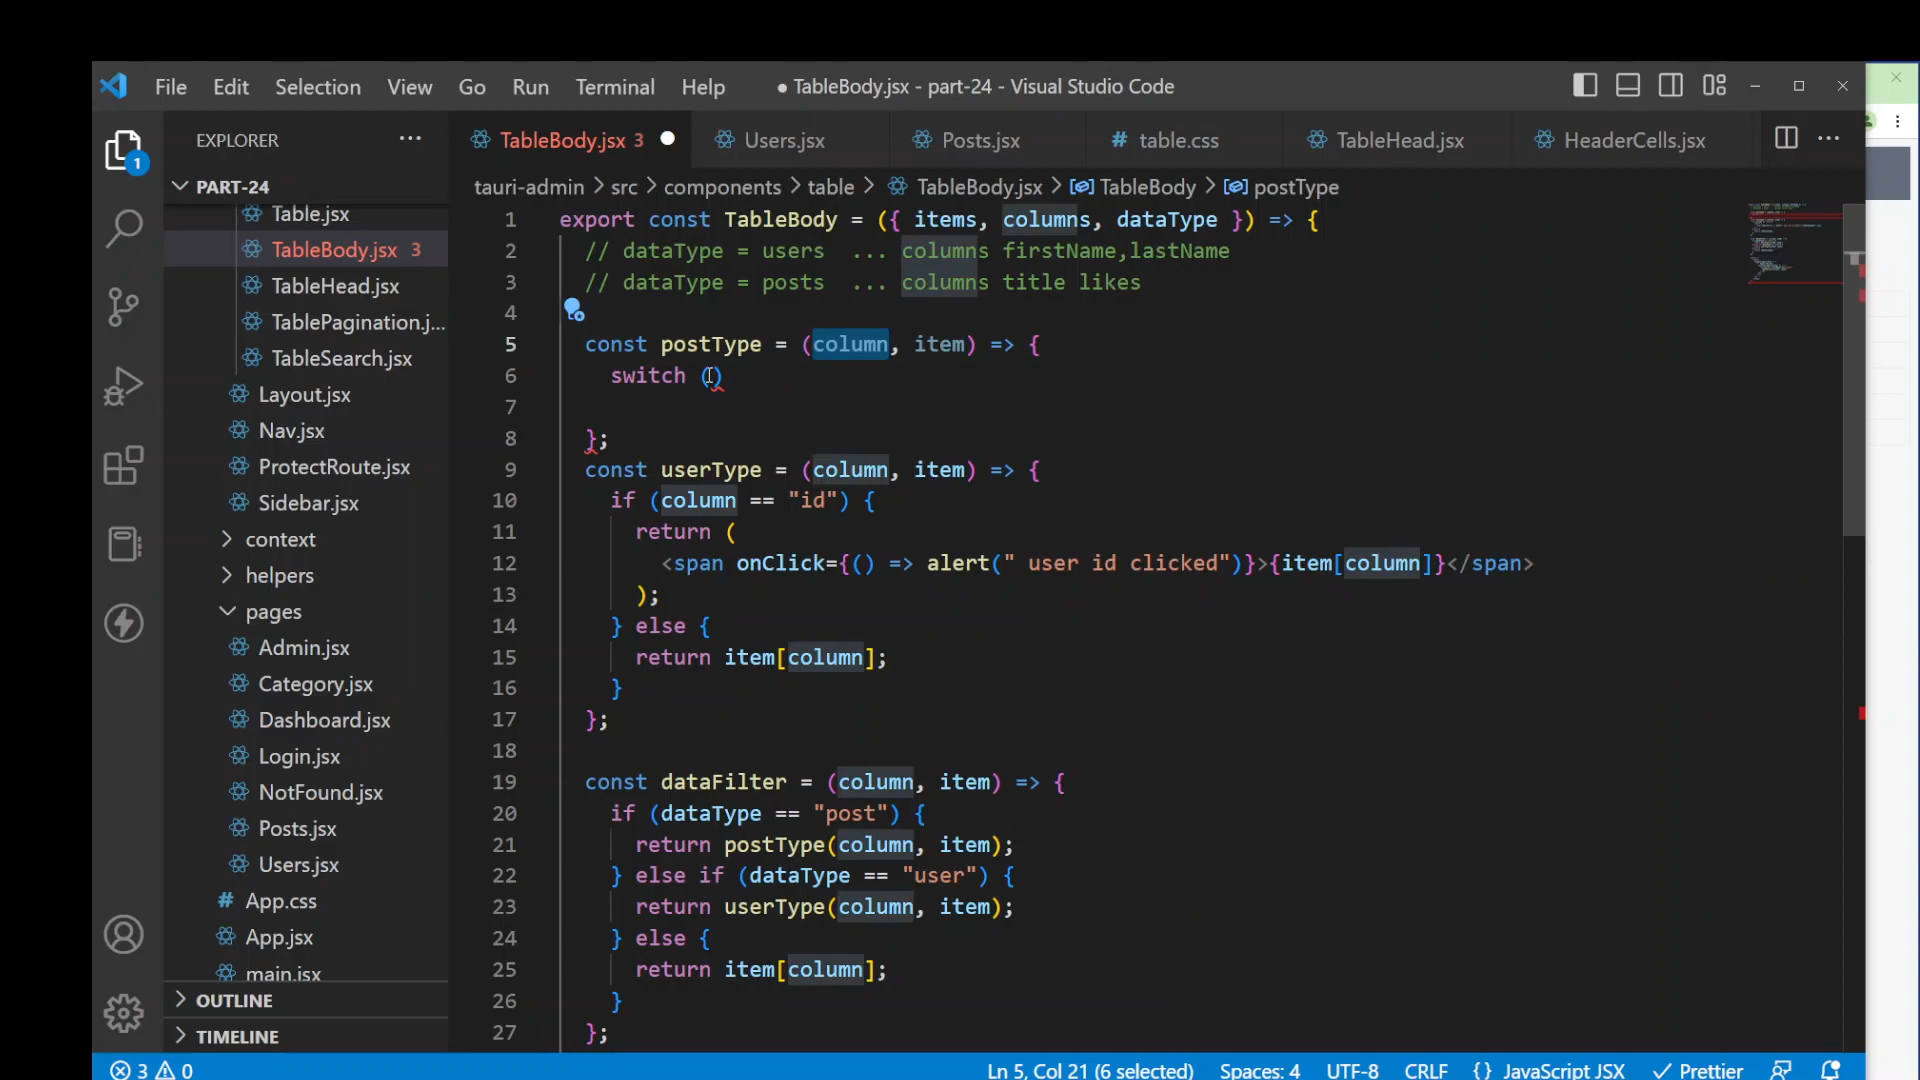 File Edit Selection View Go Run Terminal Help ● TableBody.jsx - part-24 - Visual Studio Code
EXPLORER ···
TableBody.jsx 3 ● Users.jsx Posts.jsx # table.css TableHead.jsx HeaderCells.jsx ···
1
PART-24
tauri-admin > src > components > table > TableBody.jsx > TableBody > postType
Table.jsx
TableBody.jsx 3
TableHead.jsx
TablePagination.j...
TableSearch.jsx
Layout.jsx
Nav.jsx
ProtectRoute.jsx
Sidebar.jsx
context
helpers
pages
Admin.jsx
Category.jsx
Dashboard.jsx
Login.jsx
NotFound.jsx
Posts.jsx
Users.jsx
# App.css
App.jsx
main.jsx
OUTLINE
TIMELINE
1 export const TableBody = ({ items, columns, dataType }) => {
2 // dataType = users ... columns firstName,lastName
3 // dataType = posts ... columns title likes
4
5 const postType = (column, item) => {
6 switch ()
7
8 };
9 const userType = (column, item) => {
10 if (column == "id") {
11 return (
12 <span onClick={() => alert(" user id clicked")}>{item[column]}</span>
13 );
14 } else {
15 return item[column];
16 }
17 };
18
19 const dataFilter = (column, item) => {
20 if (dataType == "post") {
21 return postType(column, item);
22 } else if (dataType == "user") {
23 return userType(column, item);
24 } else {
25 return item[column];
26 }
27 };
3 0 Ln 5, Col 21 (6 selected) Spaces: 4 UTF-8 CRLF {} JavaScript JSX ✓ Prettier